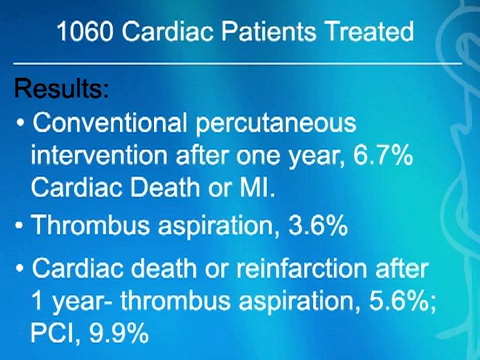 1060 Cardiac Patients Treated
Results:
• Conventional percutaneous
intervention after one year, 6.7%
Cardiac Death or MI.
• Thrombus aspiration, 3.6%
• Cardiac death or reinfarction after
1 year- thrombus aspiration, 5.6%;
PCI, 9.9%